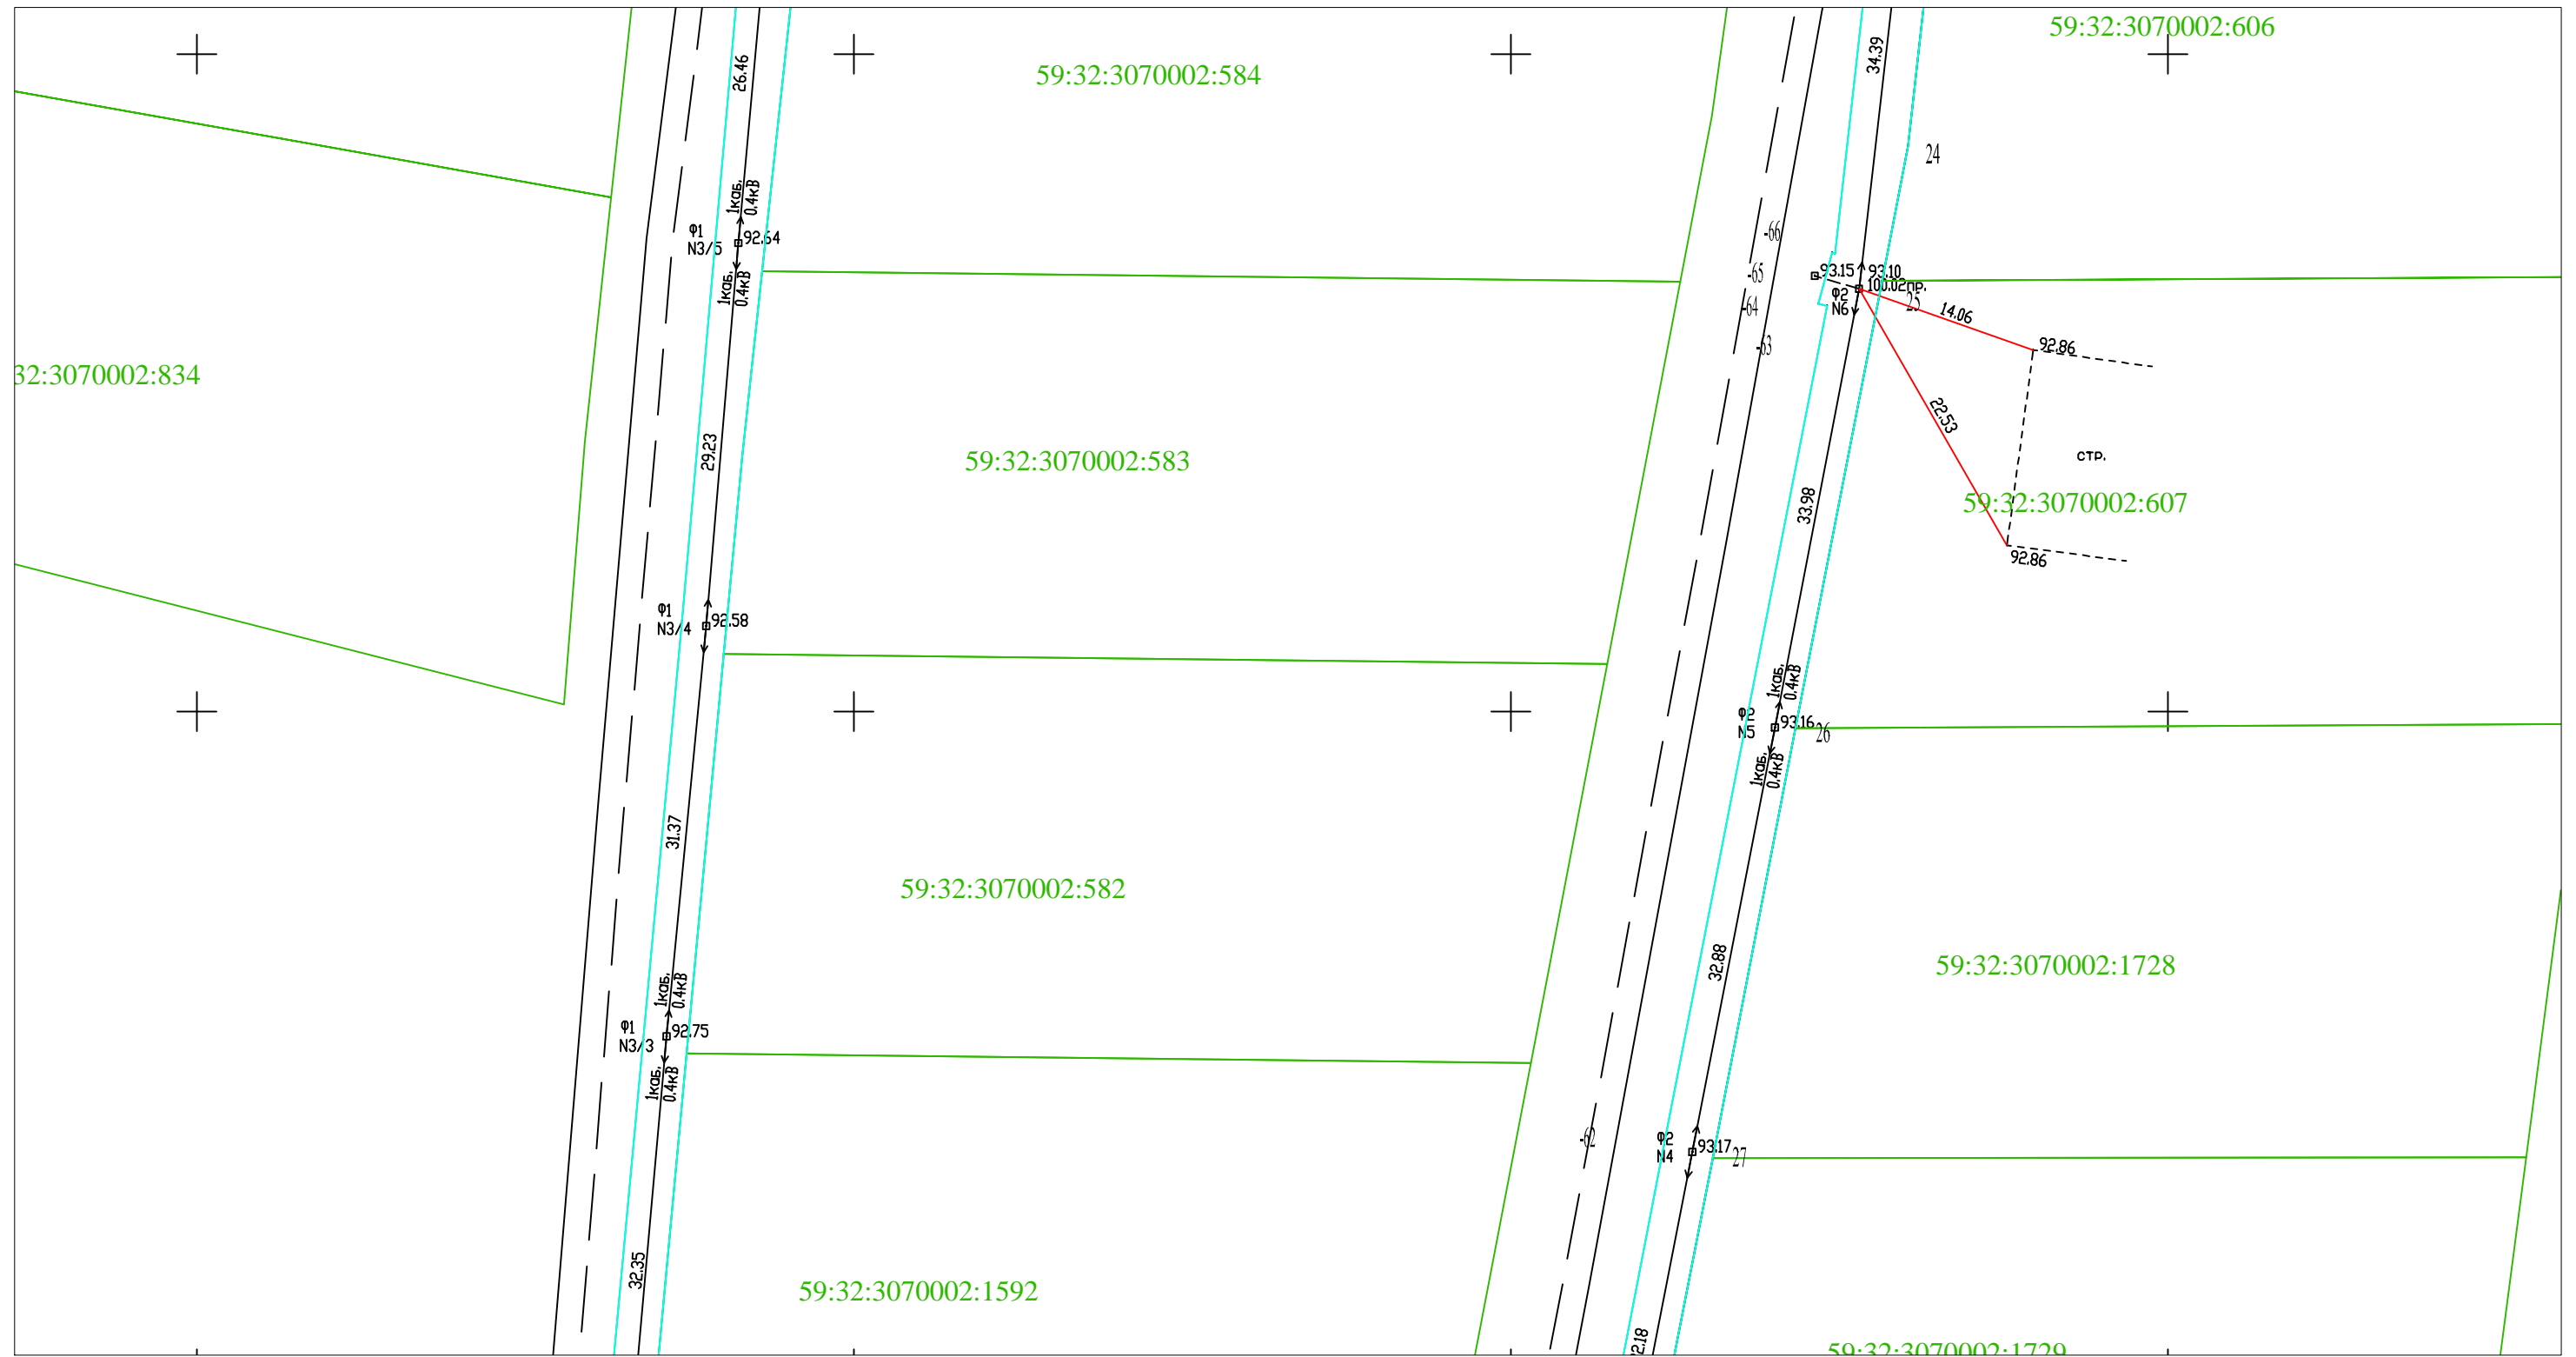 59:32:3070002:606
34.39
26.46
59:32:3070002:584
24
1каб.
0.4кВ
Ф1
N3/5
92.64
-66
-65
93.15
93.10
100.02пр.
1каб.
0.4кВ
Ф2
N6
25
-64
14.06
-63
92.86
32:3070002:834
22.53
29.23
59:32:3070002:583
стр.
33.98
59:32:3070002:607
92.86
Ф1
N3/4
92.58
1каб.
0.4кВ
Ф2
N5
93.16
26
1каб.
0.4кВ
31.37
59:32:3070002:582
32.88
59:32:3070002:1728
1каб.
0.4кВ
Ф1
N3/3
92.75
1каб.
0.4кВ
-62
Ф2
N4
93.17
27
32.35
59:32:3070002:1592
2.18
59:32:3070002:1729